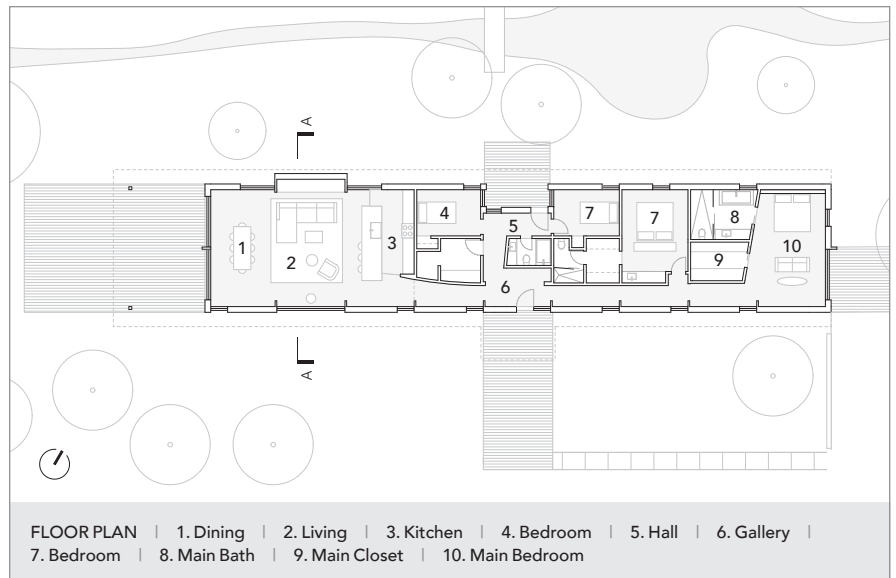 A
1
2
3
4
5
6
7
7
8
9
10
A
FLOOR PLAN | 1. Dining | 2. Living | 3. Kitchen | 4. Bedroom | 5. Hall | 6. Gallery |
7. Bedroom | 8. Main Bath | 9. Main Closet | 10. Main Bedroom